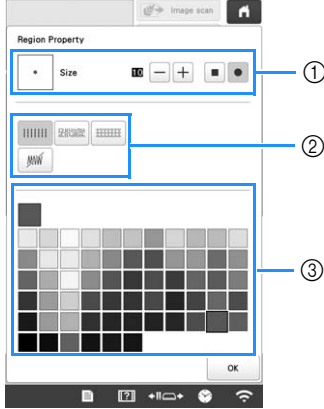 Image scan
Region Property
①
Size 10 − +
②
③
OK
?